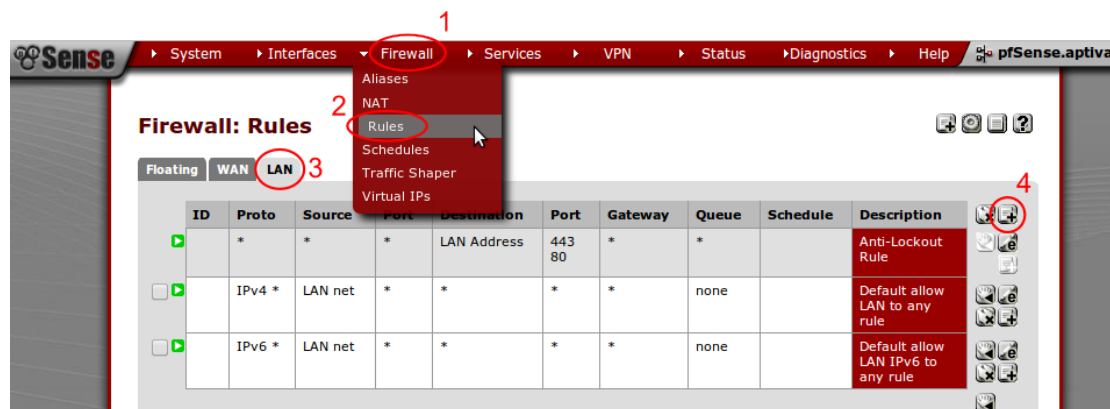 1
Sense
System Interfaces Firewall Services VPN Status Diagnostics Help pfSense.aptiva
Aliases
2 NAT
Rules
Schedules
Traffic Shaper
Virtual IPs
Firewall: Rules
Floating WAN LAN 3
4
ID Proto Source Port Destination Port Gateway Queue Schedule Description
* * * LAN Address 443 * * Anti-Lockout
80 Rule
IPv4 * LAN net * * * * none Default allow
LAN to any
rule
IPv6 * LAN net * * * * none Default allow
LAN IPv6 to
any rule